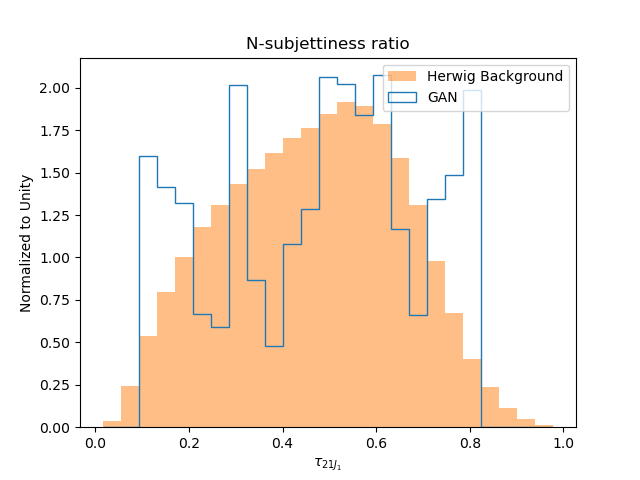 N-subjettiness ratio
Herwig Background
GAN
Normalized to Unity
2.00
1.75
1.50
1.25
1.00
0.75
0.50
0.25
0.00
0.0 0.2 0.4 0.6 0.8 1.0
τ₂₁J₁